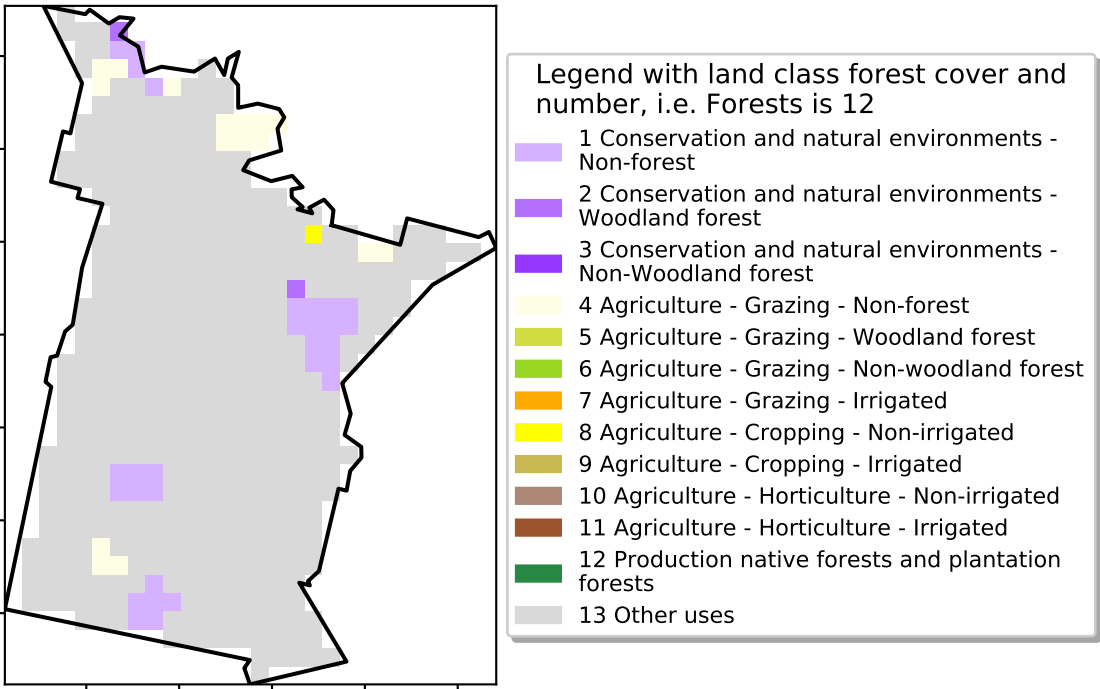 Legend with land class forest cover and
number, i.e. Forests is 12
1 Conservation and natural environments -
Non-forest
2 Conservation and natural environments -
Woodland forest
3 Conservation and natural environments -
Non-Woodland forest
4 Agriculture - Grazing - Non-forest
5 Agriculture - Grazing - Woodland forest
6 Agriculture - Grazing - Non-woodland forest
7 Agriculture - Grazing - Irrigated
8 Agriculture - Cropping - Non-irrigated
9 Agriculture - Cropping - Irrigated
10 Agriculture - Horticulture - Non-irrigated
11 Agriculture - Horticulture - Irrigated
12 Production native forests and plantation
forests
13 Other uses